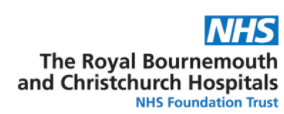 NHS
The Royal Bournemouth
and Christchurch Hospitals
NHS Foundation Trust